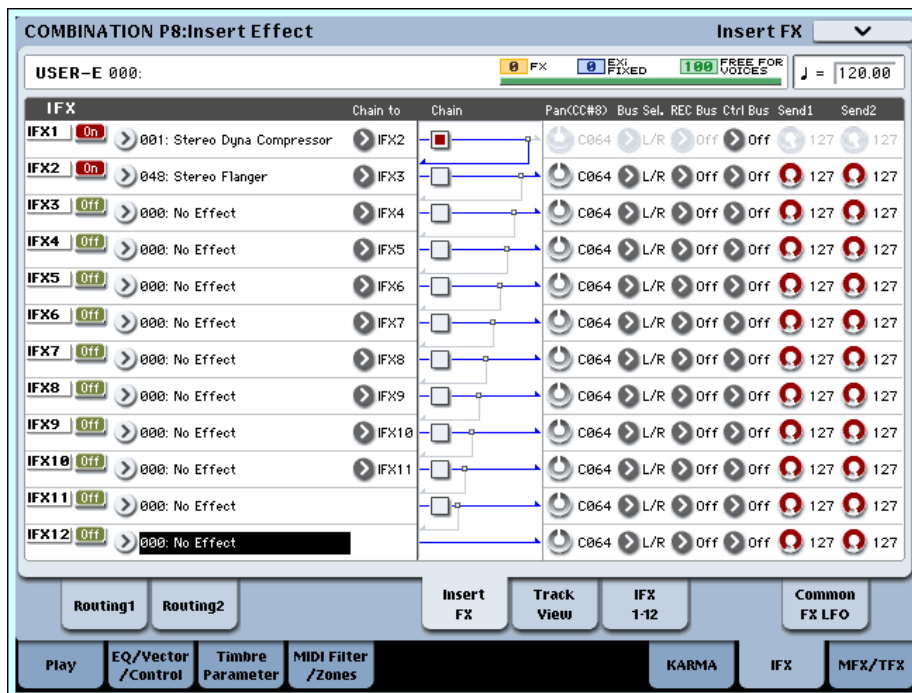 COMBINATION P8:Insert Effect Insert FX
USER-E 000: 0 FX 0 EXi FIXED 100 FREE FOR VOICES ♩ = 120.00
IFX Chain to Chain Pan(CC#8) Bus Sel. REC Bus Ctrl Bus Send1 Send2
IFX1 On 001: Stereo Dyna Compressor IFX2 C064 L/R Off Off 127 127
IFX2 On 048: Stereo Flanger IFX3 C064 L/R Off Off 127 127
IFX3 Off 000: No Effect IFX4 C064 L/R Off Off 127 127
IFX4 Off 000: No Effect IFX5 C064 L/R Off Off 127 127
IFX5 Off 000: No Effect IFX6 C064 L/R Off Off 127 127
IFX6 Off 000: No Effect IFX7 C064 L/R Off Off 127 127
IFX7 Off 000: No Effect IFX8 C064 L/R Off Off 127 127
IFX8 Off 000: No Effect IFX9 C064 L/R Off Off 127 127
IFX9 Off 000: No Effect IFX10 C064 L/R Off Off 127 127
IFX10 Off 000: No Effect IFX11 C064 L/R Off Off 127 127
IFX11 Off 000: No Effect C064 L/R Off Off 127 127
IFX12 Off 000: No Effect C064 L/R Off Off 127 127
Routing1 Routing2 Insert FX Track View IFX 1-12 Common FX LFO
Play EQ/Vector /Control Timbre Parameter MIDI Filter /Zones KARMA IFX MFX/TFX